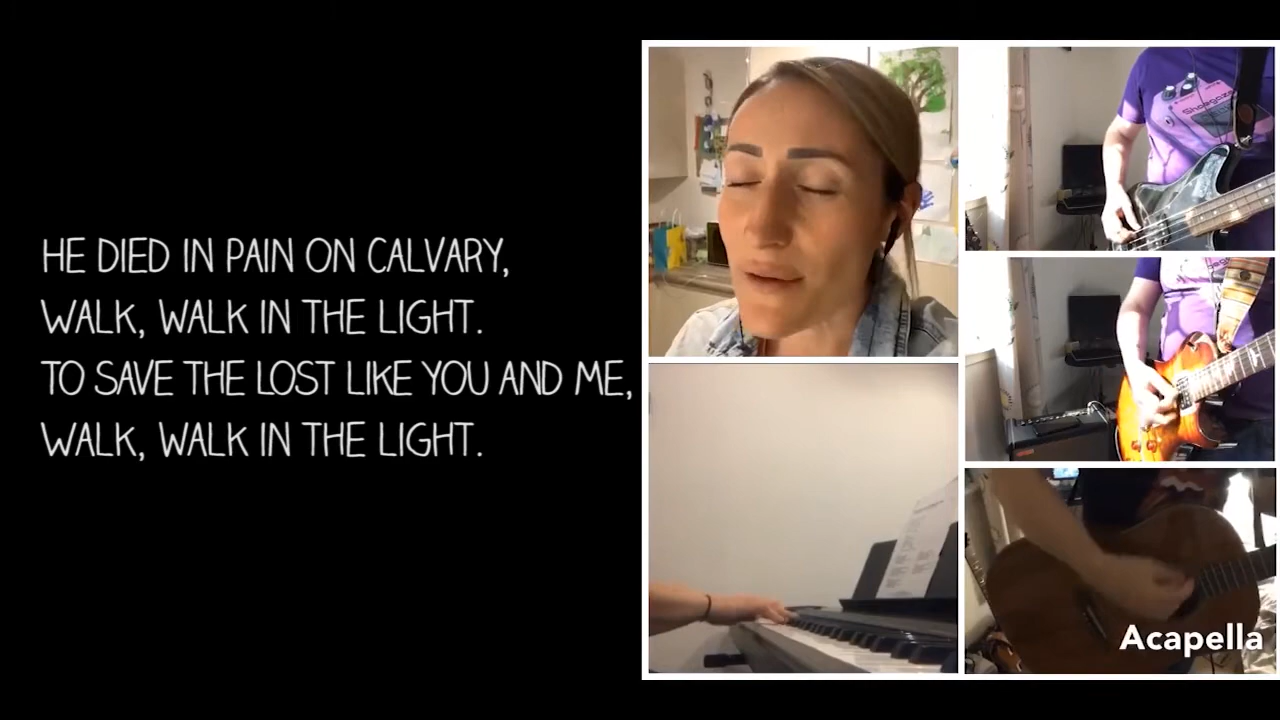 HE DIED IN PAIN ON CALVARY,
WALK, WALK IN THE LIGHT.
TO SAVE THE LOST LIKE YOU AND ME,
WALK, WALK IN THE LIGHT.
Shoegaze
Acapella